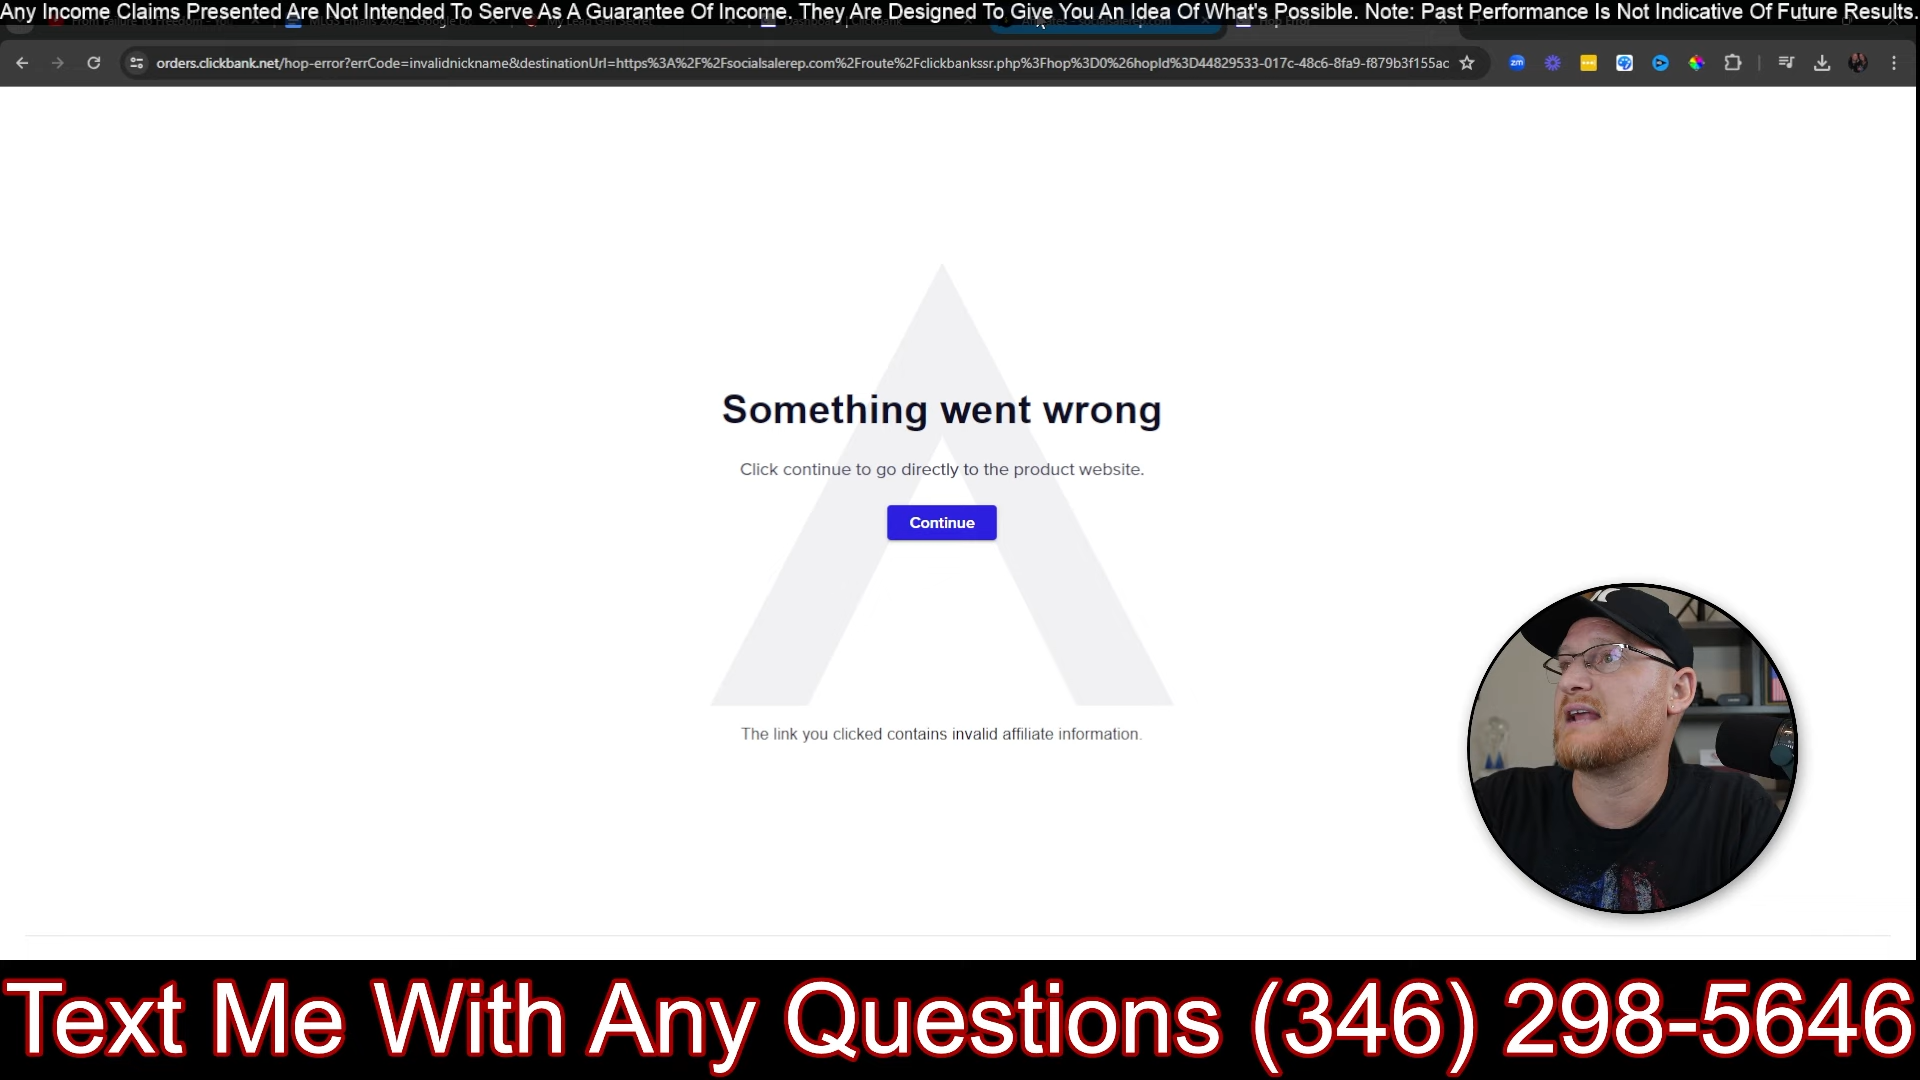 Any Income Claims Presented Are Not Intended To Serve As A Guarantee Of Income. They Are Designed To Give You An Idea Of What's Possible. Note: Past Performance Is Not Indicative Of Future Results.
orders.clickbank.net/hop-error?errCode=invalidnickname&destinationUrl=https%3A%2F%2Fsocialsalerep.com%2Froute%2Fclickbankssr.php%3Fhop%3D0%26hopId%3D44829533-017c-48c6-8fa9-f879b3f155ac
zm
Something went wrong
Click continue to go directly to the product website.
Continue
The link you clicked contains invalid affiliate information.
Text Me With Any Questions (346) 298-5646